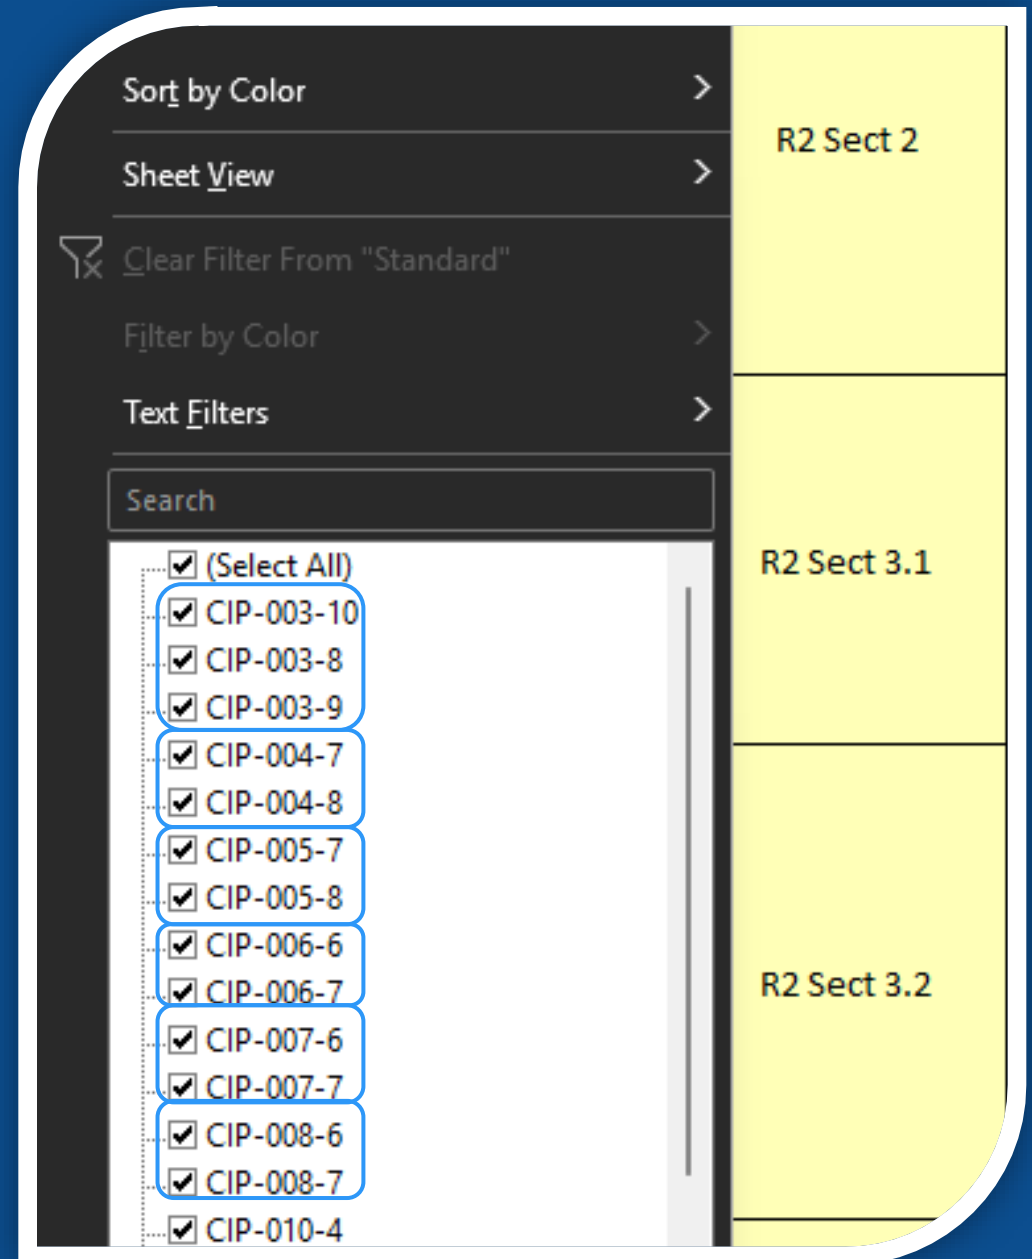 Sort by Color
Sheet View
Clear Filter From "Standard"
Filter by Color
Text Filters
Search
(Select All)
CIP-003-10
CIP-003-8
CIP-003-9
CIP-004-7
CIP-004-8
CIP-005-7
CIP-005-8
CIP-006-6
CIP-006-7
CIP-007-6
CIP-007-7
CIP-008-6
CIP-008-7
CIP-010-4
R2 Sect 2
R2 Sect 3.1
R2 Sect 3.2